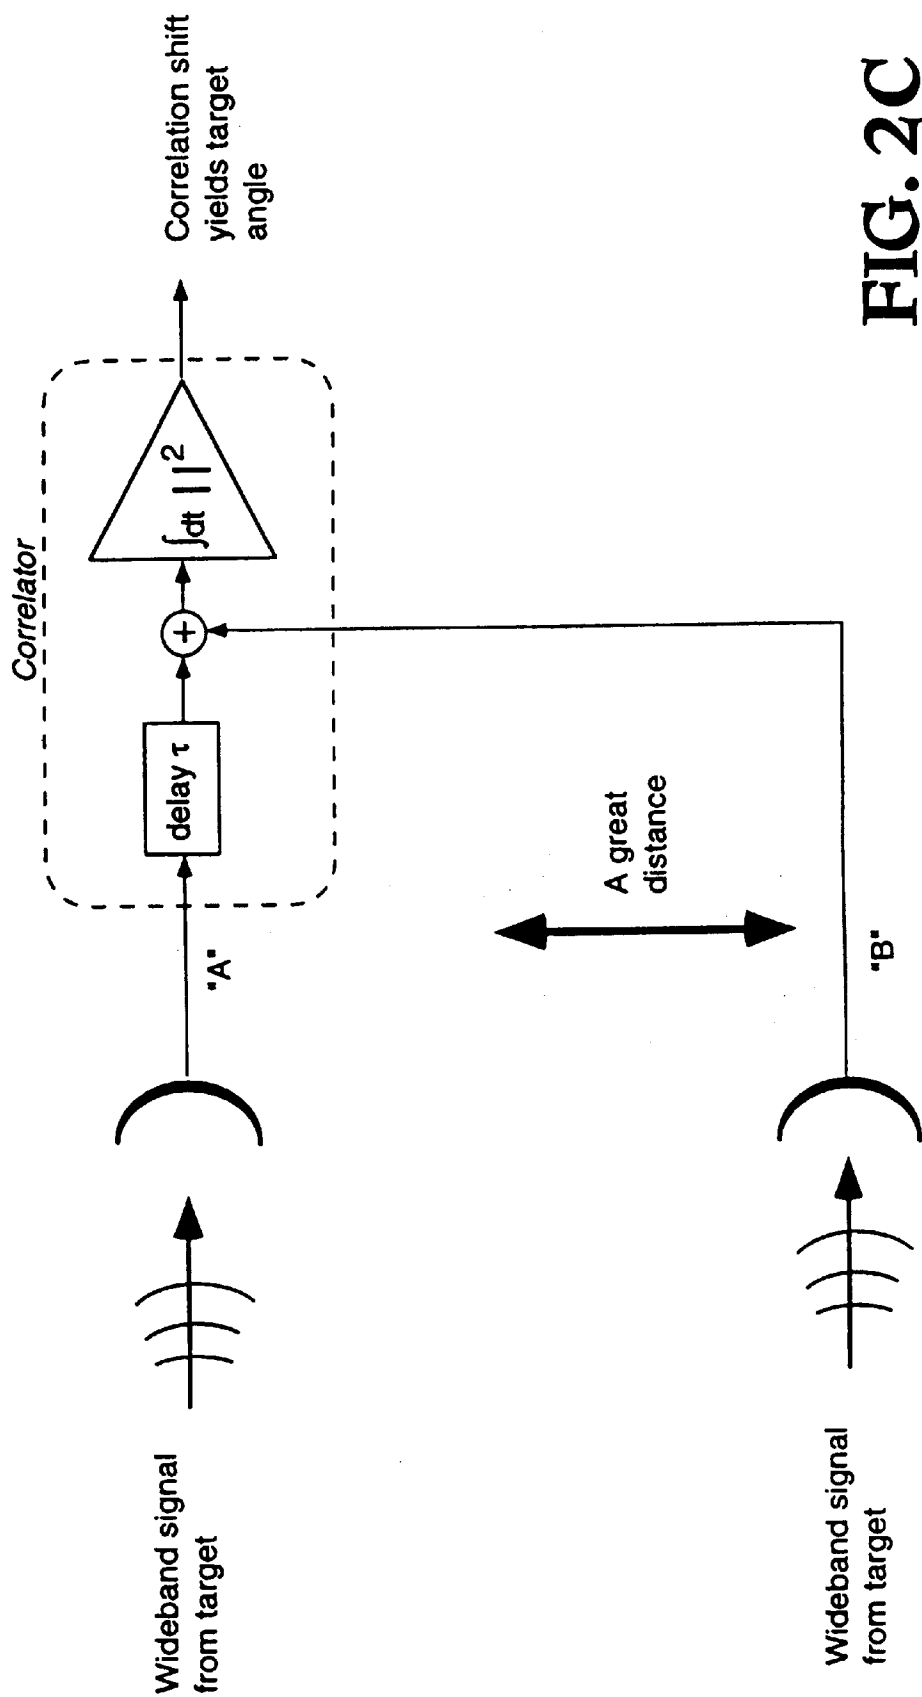 Correlator
Correlation shift
yields target
angle
delay τ
+
∫dt | |²
"A"
A great
distance
"B"
Wideband signal
from target
Wideband signal
from target
FIG. 2C